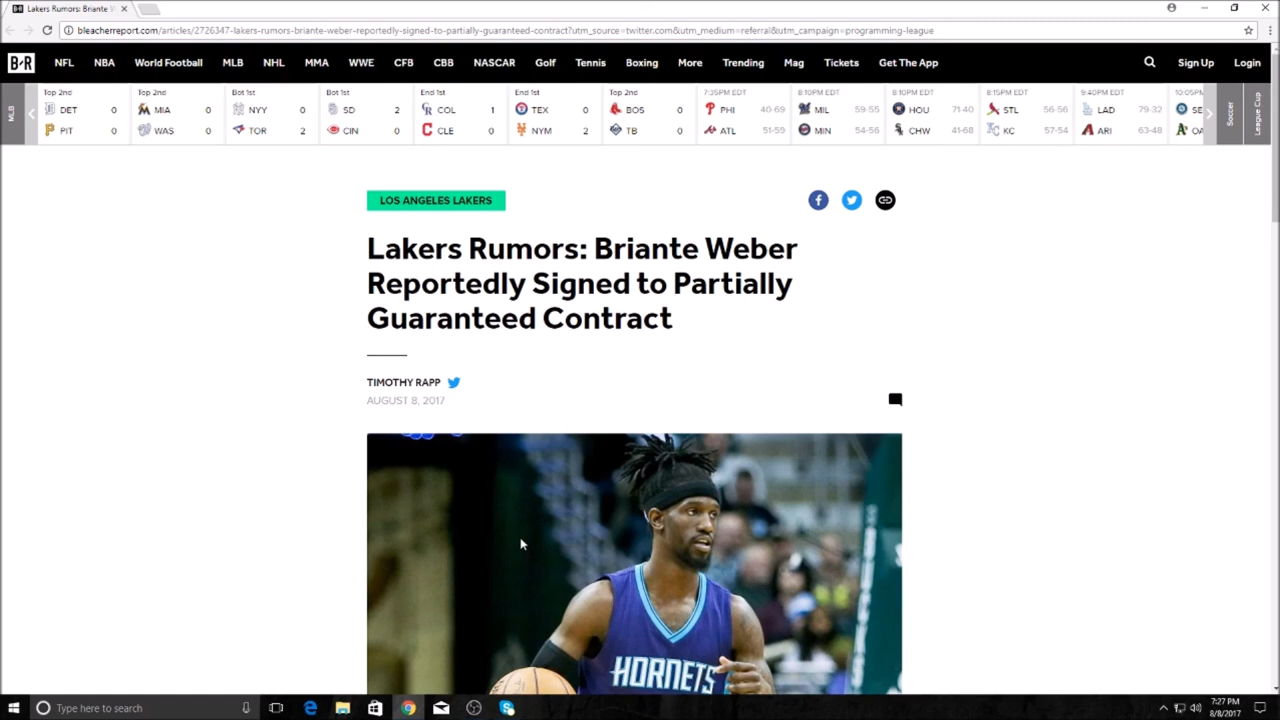 Lakers Rumors: Briante W
bleacherreport.com/articles/2726347-lakers-rumors-briante-weber-reportedly-signed-to-partially-guaranteed-contract?utm_source=twitter.com&utm_medium=referral&utm_campaign=programming-league
B/R NFL NBA World Football MLB NHL MMA WWE CFB CBB NASCAR Golf Tennis Boxing More Trending Mag Tickets Get The App Sign Up Login
Top 2nd Top 2nd Bot 1st Bot 1st End 1st End 1st Top 2nd 7:35PM EDT 8:10PM EDT 8:10PM EDT 8:15PM EDT 9:40PM EDT 10:05PM
MLB DET 0 MIA 0 NYY 0 SD 2 COL 1 TEX 0 BOS 0 PHI 40-69 MIL 59-55 HOU 71-40 STL 56-56 LAD 79-32 SE Soccer League Cup
PIT 0 WAS 0 TOR 2 CIN 0 CLE 0 NYM 2 TB 0 ATL 51-59 MIN 54-56 CHW 41-68 KC 57-54 ARI 63-48 OA
LOS ANGELES LAKERS
Lakers Rumors: Briante Weber
Reportedly Signed to Partially
Guaranteed Contract
TIMOTHY RAPP
AUGUST 8, 2017
HORNETS
Type here to search
7:27 PM
8/8/2017